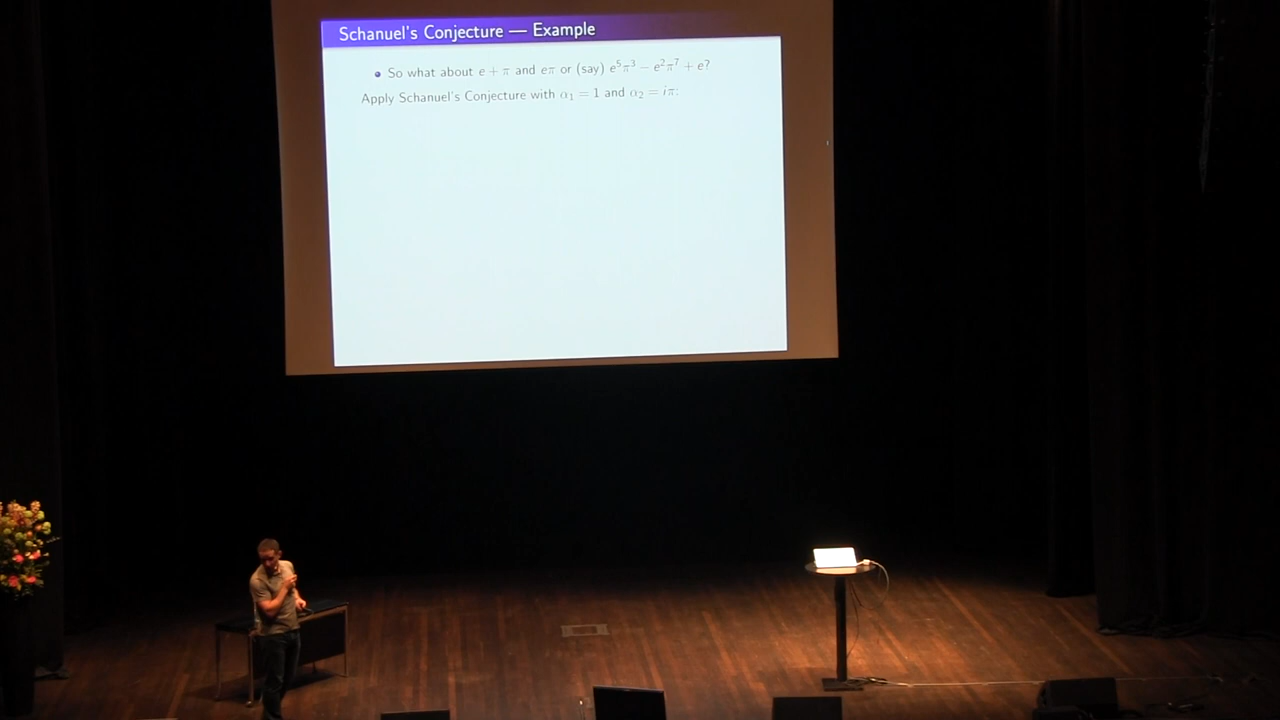 Schanuel's Conjecture — Example
• So what about e + π and eπ or (say) e⁵π³ − e²π⁷ + e?
Apply Schanuel's Conjecture with α₁ = 1 and α₂ = iπ: